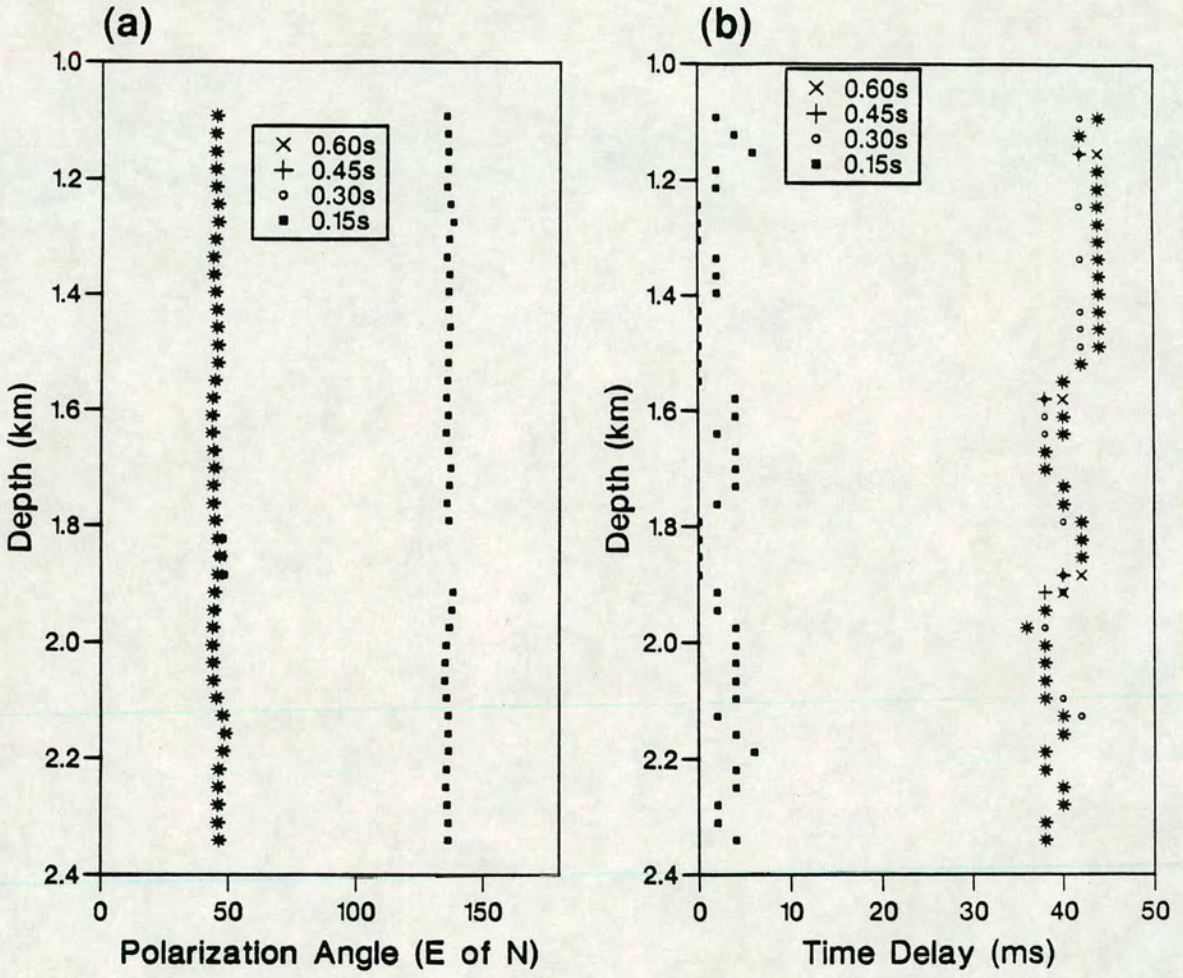 (a)
1.0
1.2
1.4
1.6
1.8
2.0
2.2
2.4
Depth (km)
× 0.60s
+ 0.45s
○ 0.30s
■ 0.15s
0 50 100 150
Polarization Angle (E of N)
(b)
1.0
1.2
1.4
1.6
1.8
2.0
2.2
2.4
Depth (km)
× 0.60s
+ 0.45s
○ 0.30s
■ 0.15s
0 10 20 30 40 50
Time Delay (ms)